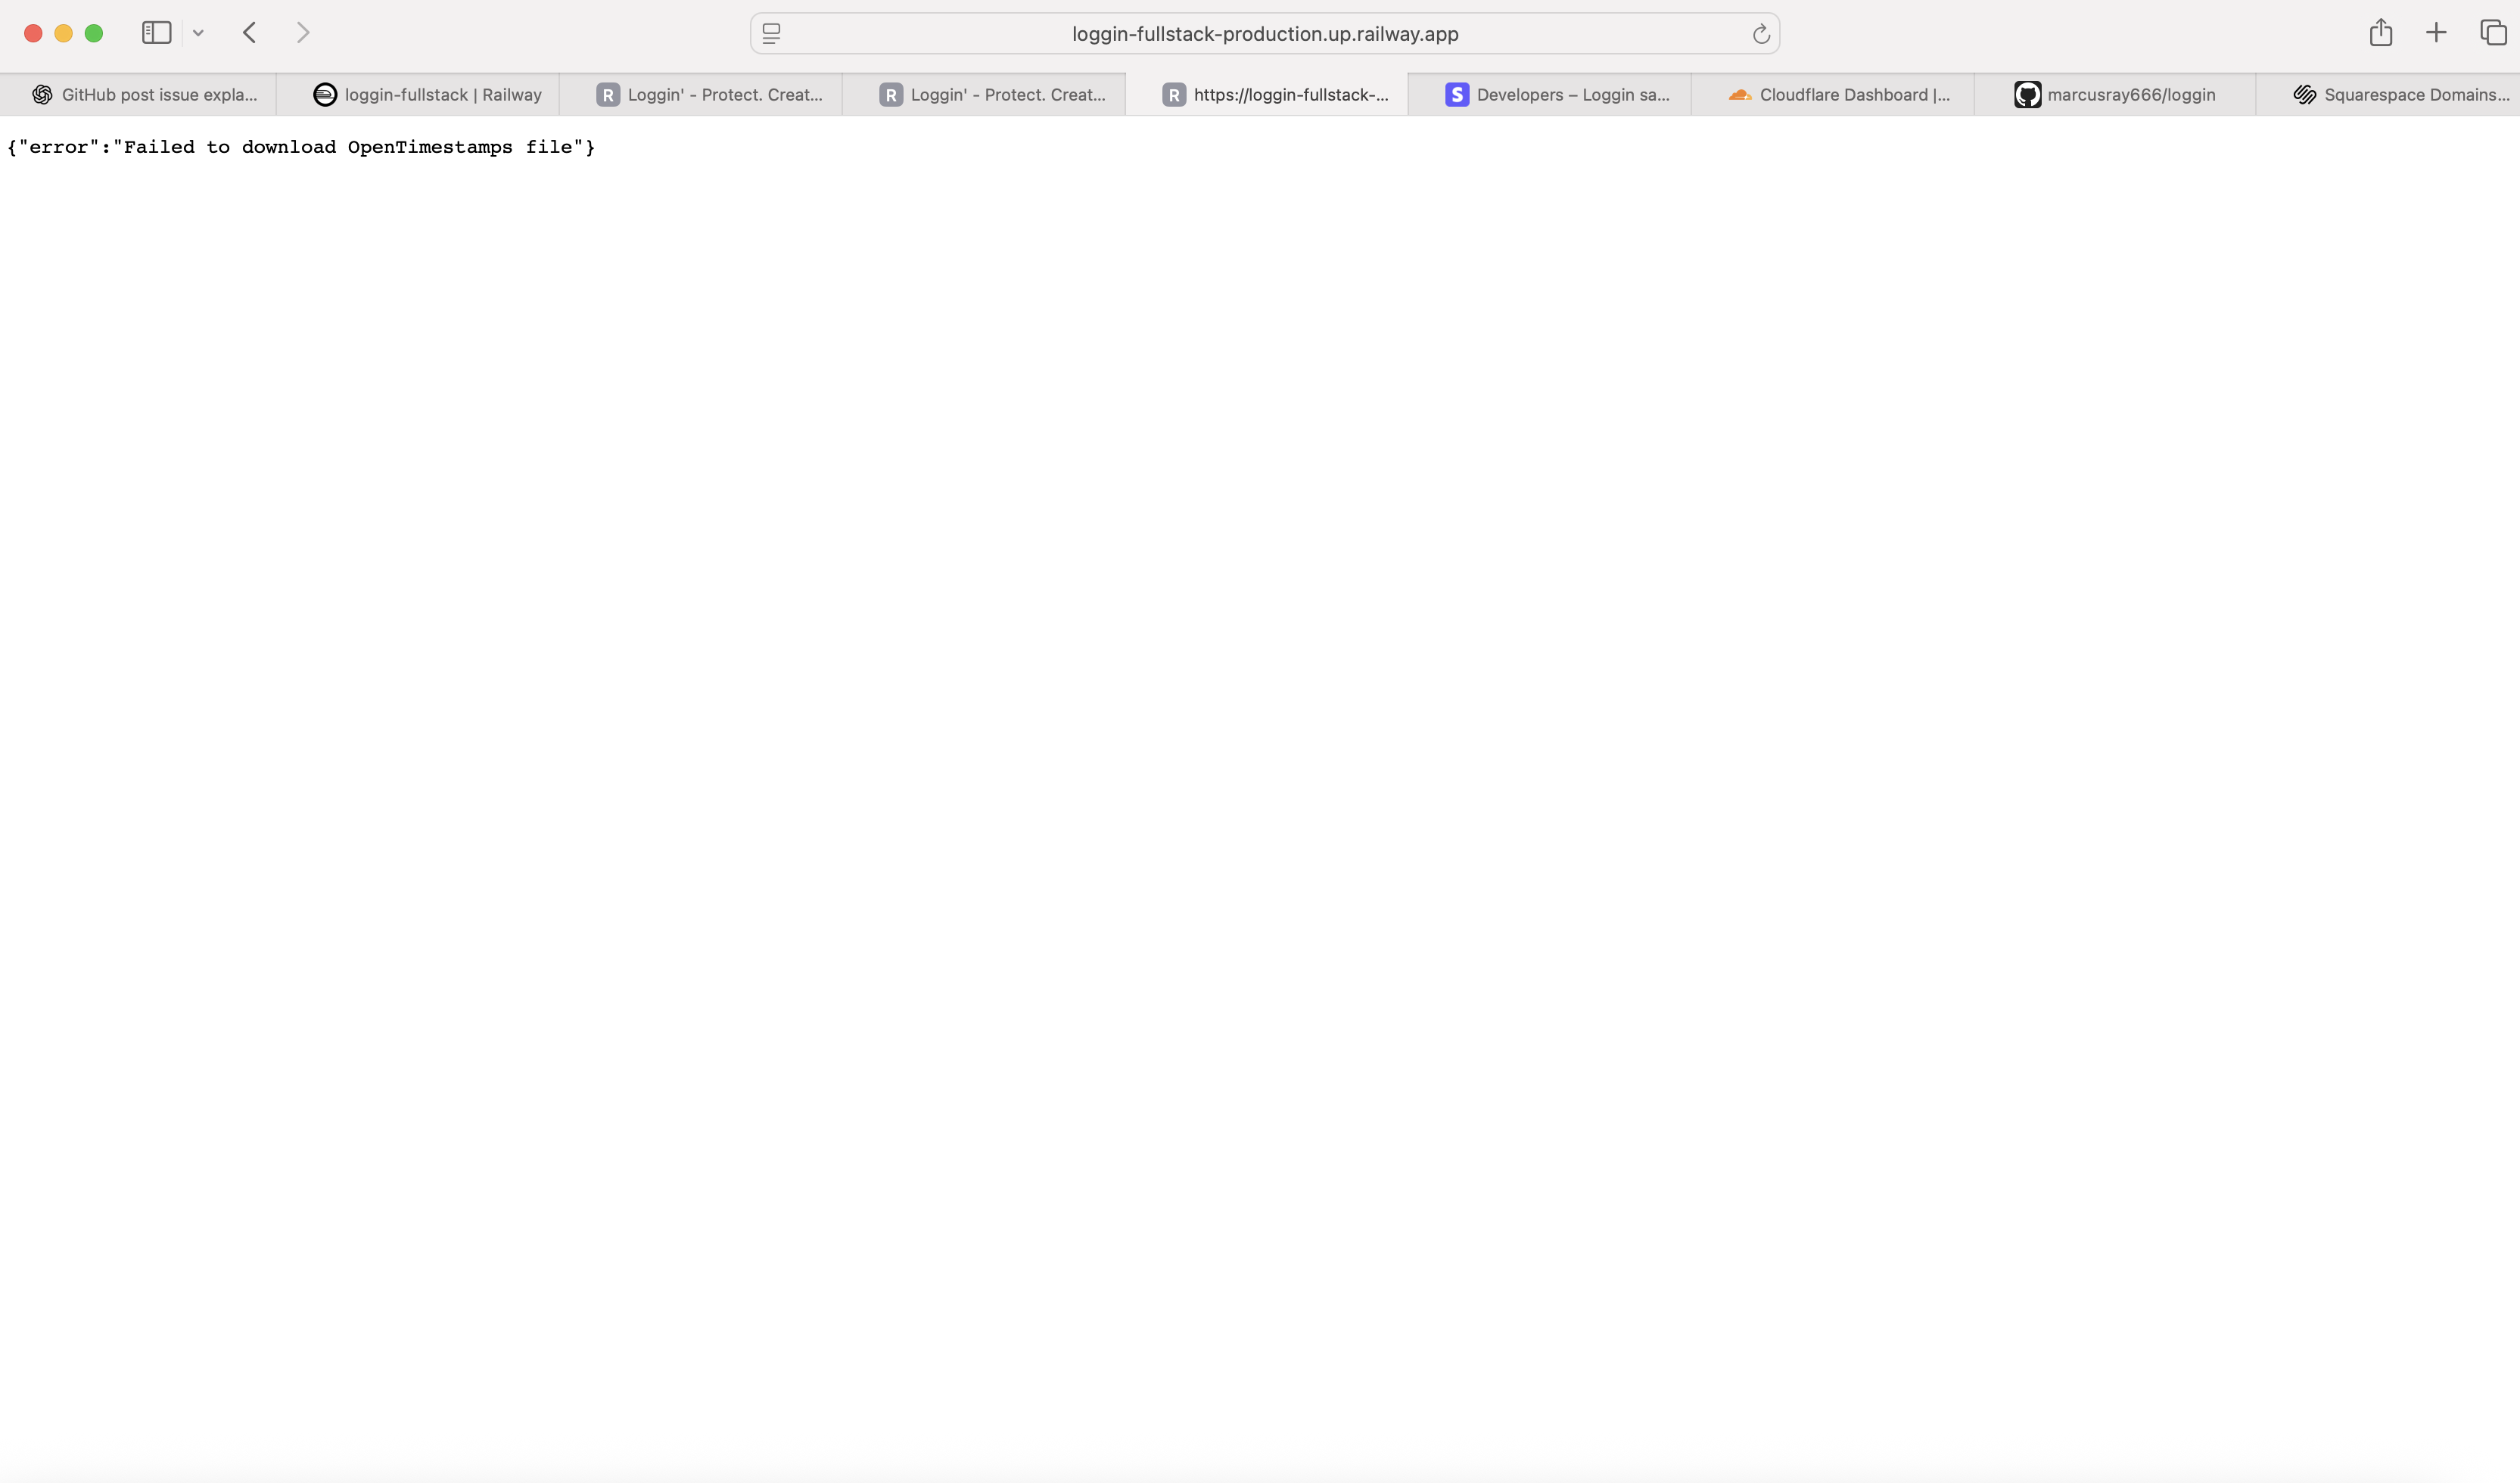 loggin-fullstack-production.up.railway.app
GitHub post issue expla...
loggin-fullstack | Railway
R Loggin' - Protect. Creat...
R Loggin' - Protect. Creat...
R https://loggin-fullstack-...
S Developers – Loggin sa...
Cloudflare Dashboard |...
marcusray666/loggin
Squarespace Domains...
{"error":"Failed to download OpenTimestamps file"}